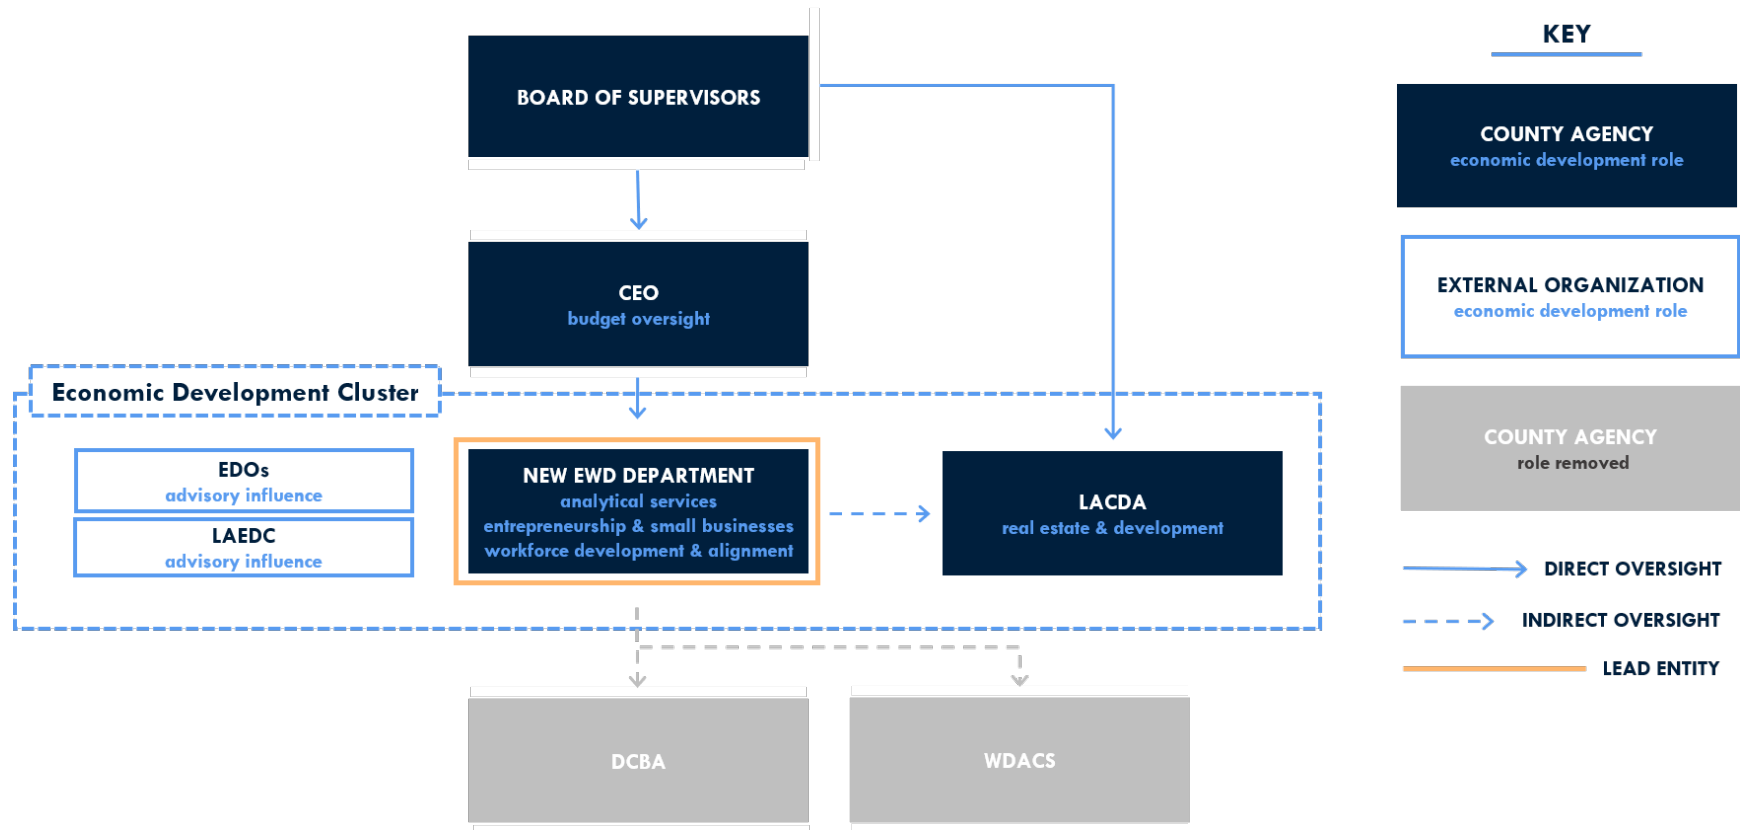 BOARD OF SUPERVISORS
CEO
budget oversight
Economic Development Cluster
EDOs
advisory influence
LAEDC
advisory influence
NEW EWD DEPARTMENT
analytical services
entrepreneurship & small businesses
workforce development & alignment
LACDA
real estate & development
DCBA
WDACS
KEY
COUNTY AGENCY
economic development role
EXTERNAL ORGANIZATION
economic development role
COUNTY AGENCY
role removed
DIRECT OVERSIGHT
INDIRECT OVERSIGHT
LEAD ENTITY